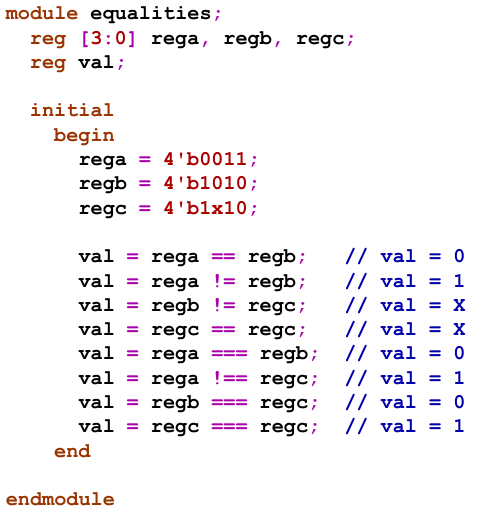 module equalities;
  reg [3:0] rega, regb, regc;
  reg val;

  initial
    begin
      rega = 4'b0011;
      regb = 4'b1010;
      regc = 4'b1x10;

      val = rega == regb;   // val = 0
      val = rega != regb;   // val = 1
      val = regb != regc;   // val = X
      val = regc == regc;   // val = X
      val = rega === regb;  // val = 0
      val = rega !== regc;  // val = 1
      val = regb === regc;  // val = 0
      val = regc === regc;  // val = 1
    end

endmodule